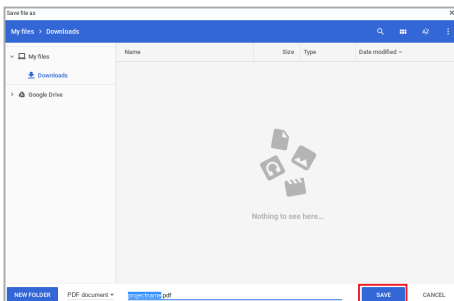 Save file as
My files > Downloads
My files
Downloads
Google Drive
Name Size Type Date modified
Nothing to see here...
NEW FOLDER PDF document projectname.pdf SAVE CANCEL